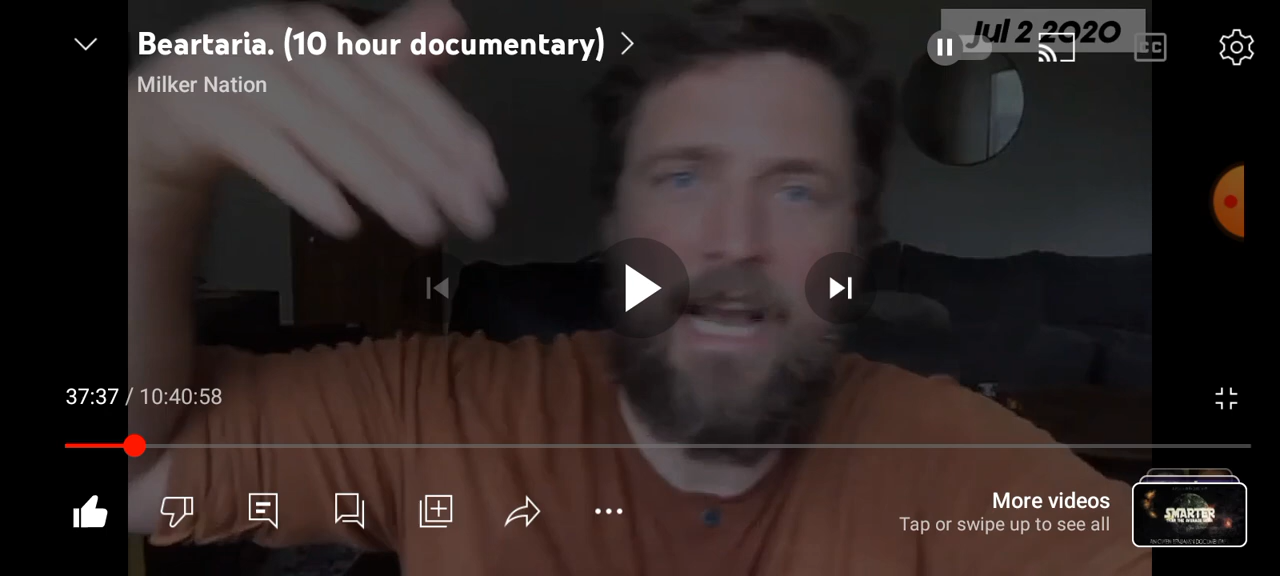 Beartaria. (10 hour documentary)
Jul 2 2020
CC
Milker Nation
37:37 / 10:40:58
More videos
Tap or swipe up to see all
SMARTER